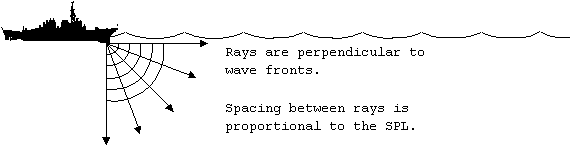 Rays are perpendicular to
wave fronts.
Spacing between rays is
proportional to the SPL.